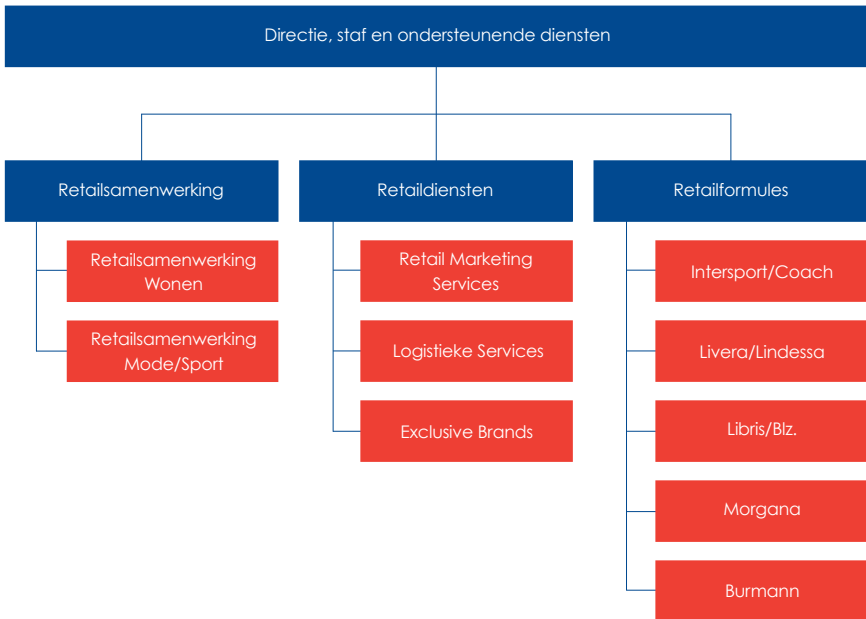 Directie, staf en ondersteunende diensten
Retailsamenwerking
Retailsamenwerking
Wonen
Retailsamenwerking
Mode/Sport
Retaildiensten
Retail Marketing
Services
Logistieke Services
Exclusive Brands
Retailformules
Intersport/Coach
Livera/Lindessa
Libris/Blz.
Morgana
Burmann